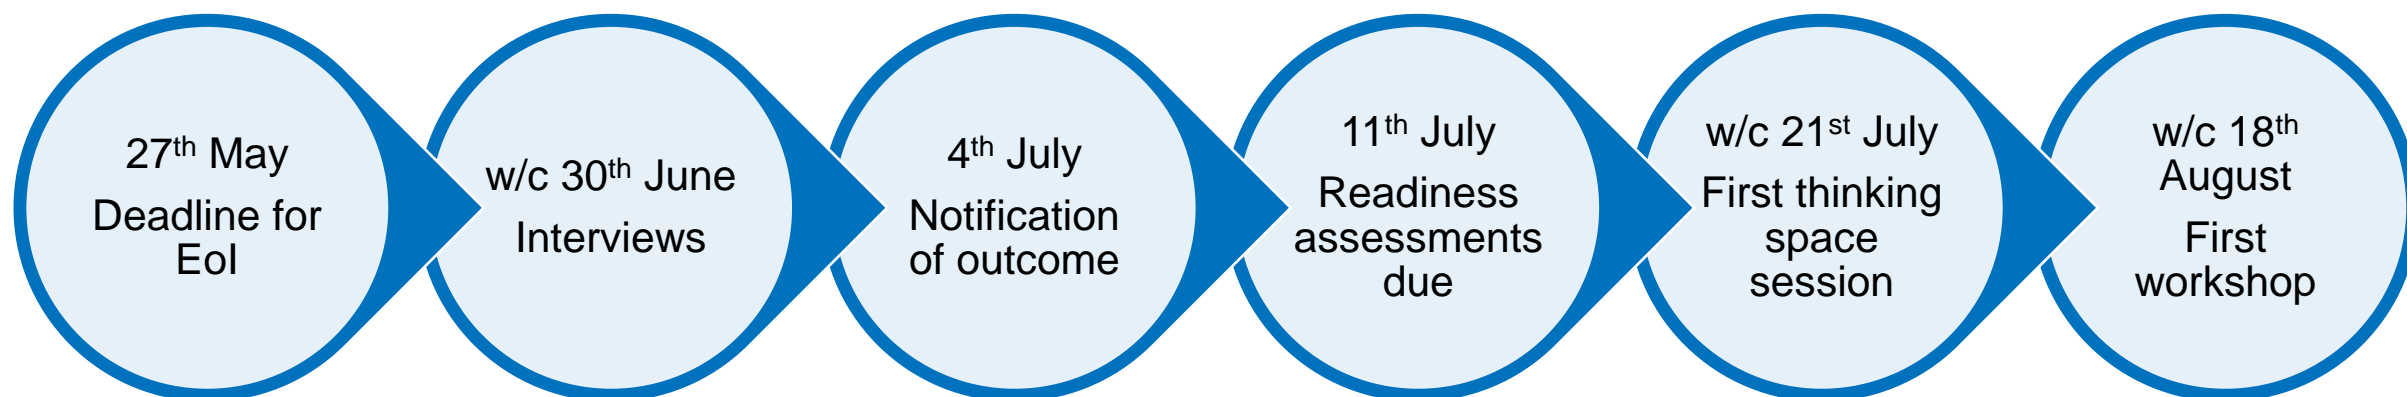 27th May
Deadline for
EoI
w/c 30th June
Interviews
4th July
Notification
of outcome
11th July
Readiness
assessments
due
w/c 21st July
First thinking
space
session
w/c 18th
August
First
workshop